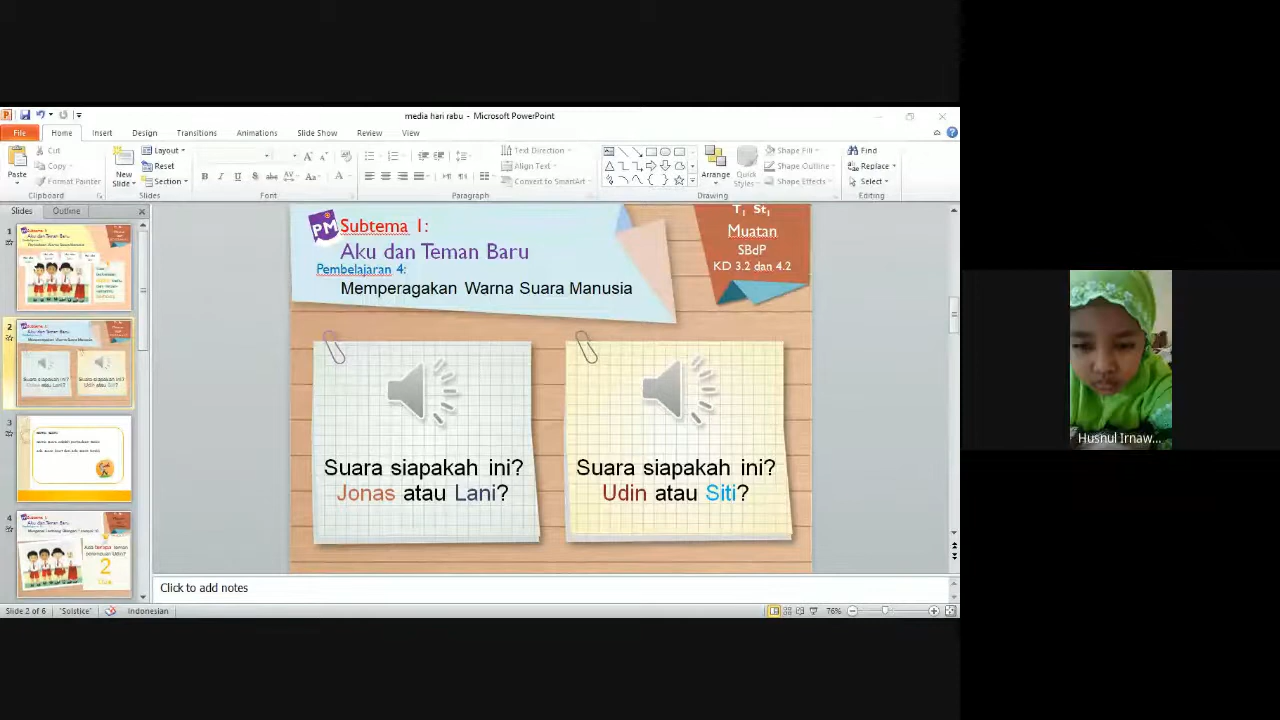 media hari rabu - Microsoft PowerPoint
File Home Insert Design Transitions Animations Slide Show Review View
Cut
Copy
Format Painter
Paste
Clipboard
New
Slide
Layout
Reset
Section
Slides
Font
Text Direction
Align Text
Convert to SmartArt
Paragraph
Arrange
Quick
Styles
Shape Fill
Shape Outline
Shape Effects
Drawing
Find
Replace
Select
Editing
Slides Outline
1
2
3
4
PM
Subtema 1:
Aku dan Teman Baru
Pembelajaran 4:
Memperagakan Warna Suara Manusia
T1 St1
Muatan
SBdP
KD 3.2 dan 4.2
Suara siapakah ini?
Jonas atau Lani?
Suara siapakah ini?
Udin atau Siti?
Click to add notes
Slide 2 of 6 "Solstice" Indonesian 76%
Husnul Irnaw...